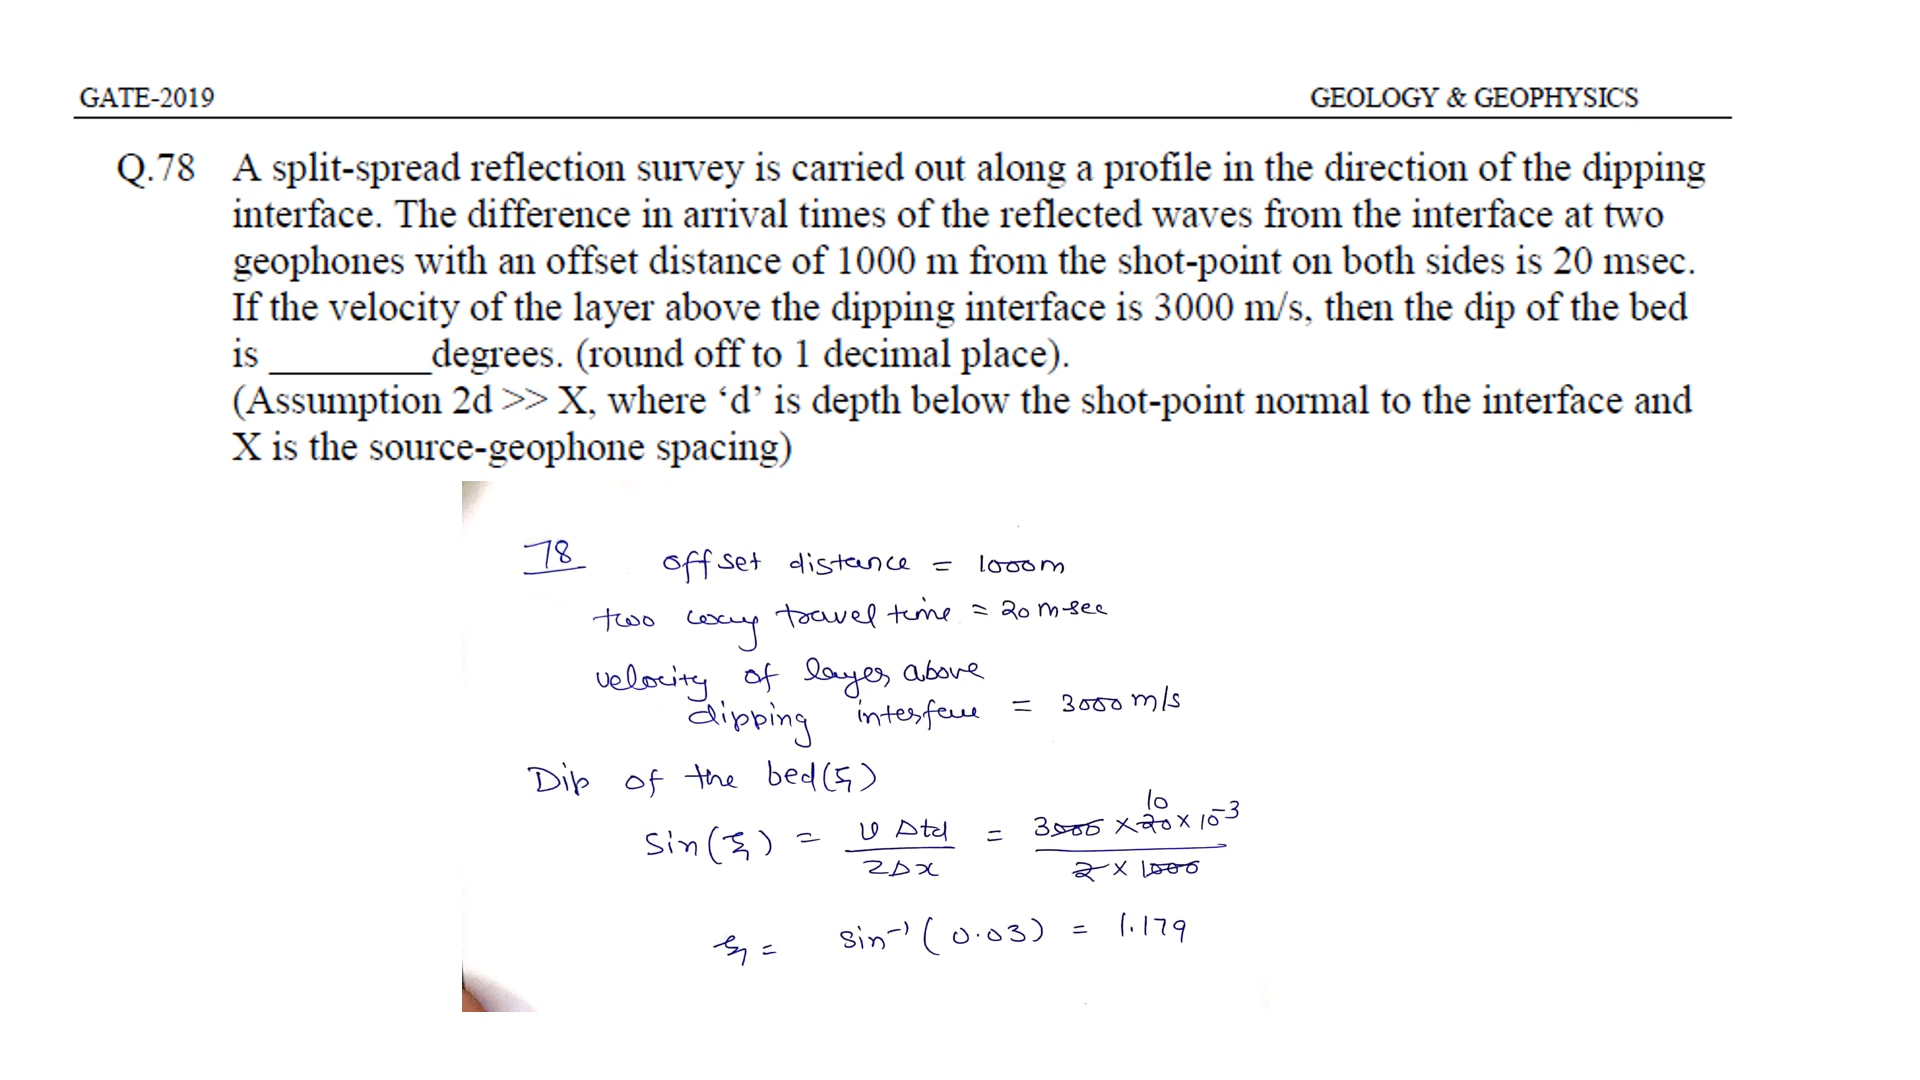 GATE-2019 GEOLOGY & GEOPHYSICS
Q.78 A split-spread reflection survey is carried out along a profile in the direction of the dipping
interface. The difference in arrival times of the reflected waves from the interface at two
geophones with an offset distance of 1000 m from the shot-point on both sides is 20 msec.
If the velocity of the layer above the dipping interface is 3000 m/s, then the dip of the bed
is ________degrees. (round off to 1 decimal place).
(Assumption 2d >> X, where ‘d’ is depth below the shot-point normal to the interface and
X is the source-geophone spacing)
78 offset distance = 1000m
two way travel time = 20 m-sec
velocity of layer above
dipping interface = 3000 m/s
Dip of the bed (ξ)
Sin(ξ) = v Δtd / 2Δx = 3000 × 20 10 × 10⁻³ / 2 × 1000
ξ = sin⁻¹ (0.03) = 1.179